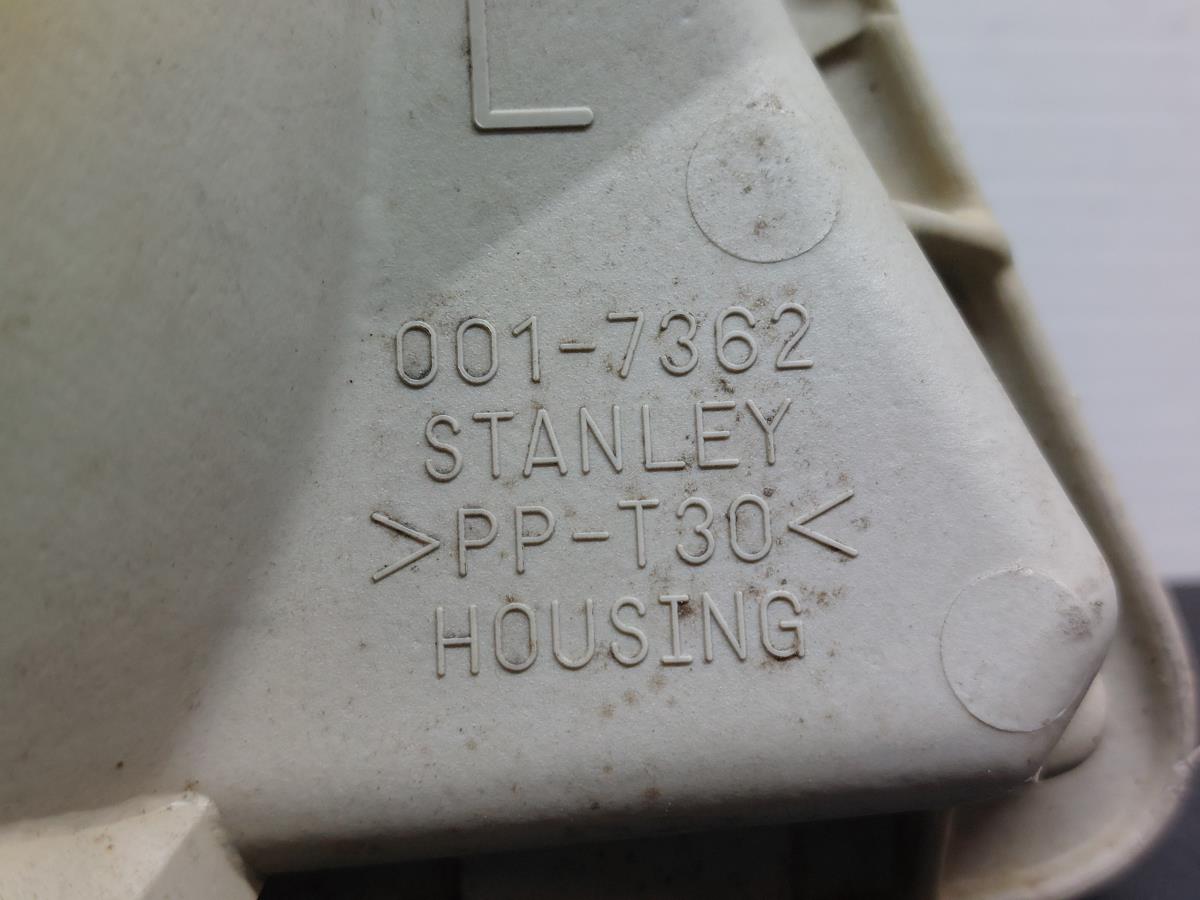 L
001-7362
STANLEY
>PP-T30<
HOUSING